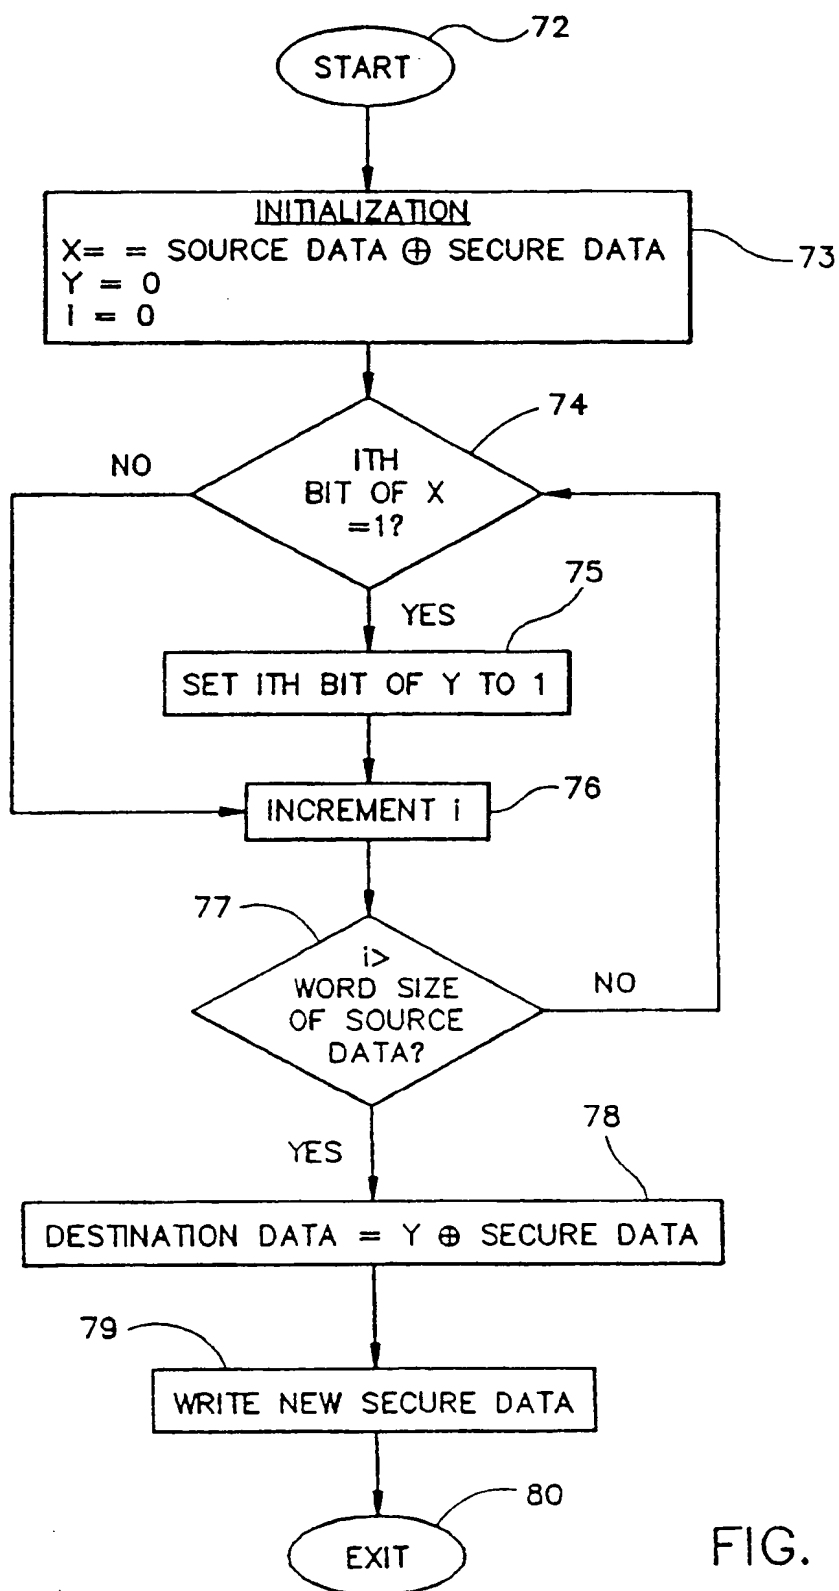 START
72
INITIALIZATION
X= = SOURCE DATA ⊕ SECURE DATA
Y = 0
i = 0
73
ITH
BIT OF X
=1?
74
NO
YES
75
SET ITH BIT OF Y TO 1
INCREMENT i
76
77
i>
WORD SIZE
OF SOURCE
DATA?
NO
YES
78
DESTINATION DATA = Y ⊕ SECURE DATA
79
WRITE NEW SECURE DATA
80
EXIT
FIG.